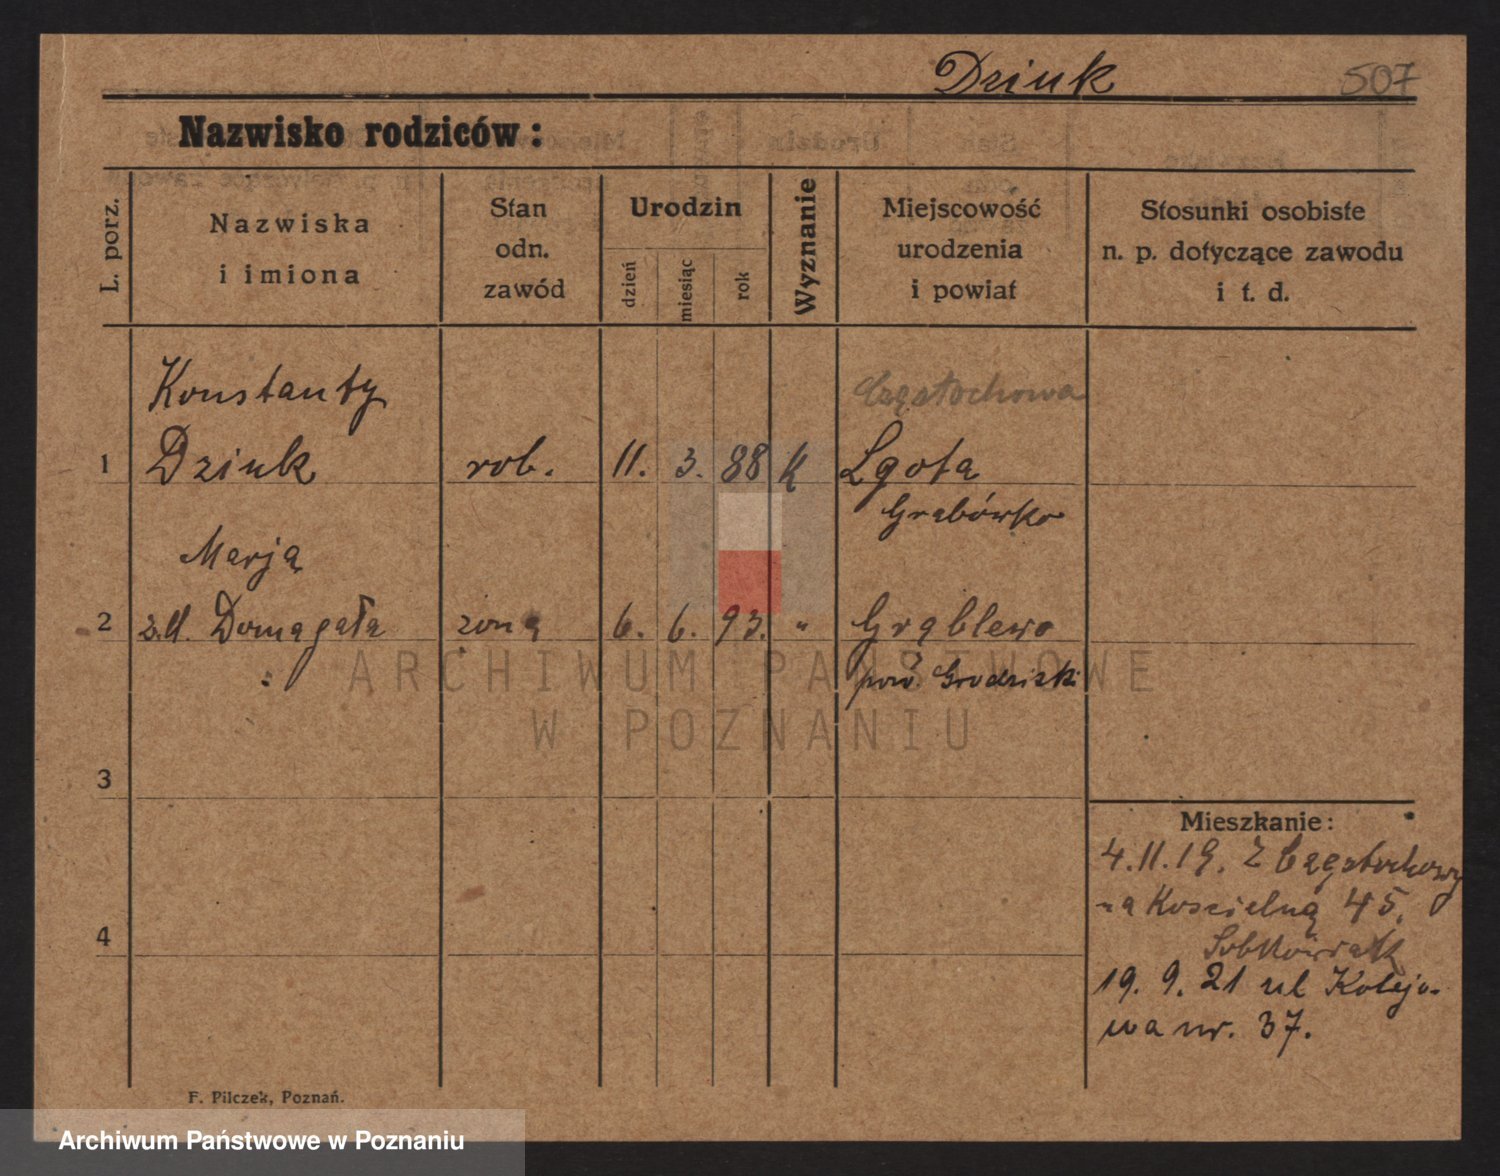 Dziuk 507
Nazwisko rodziców:
L. porz.
Nazwiska
i imiona
Stan
odn.
zawód
Urodzin
dzień
miesiąc
rok
Wyznanie
Miejscowość
urodzenia
i powiat
Stosunki osobiste
n. p. dotyczące zawodu
i t. d.
Częstochowa
Konstanty
1 Dziuk rob. 11. 3. 88 K Lgota
Grabówko
Marja
2 z.d. Domagała żona 6. 6. 93. " Grąblewo
pow. Grodzisk
3
4
Mieszkanie:
4.11.19. z Częstochowy
na Kościelną 45.
Sobkowiak
19. 9. 21 ul Kolejo-
wa nr. 37.
F. Pilczek, Poznań.
ARCHIWUM PAŃSTWOWE
W POZNANIU
Archiwum Państwowe w Poznaniu